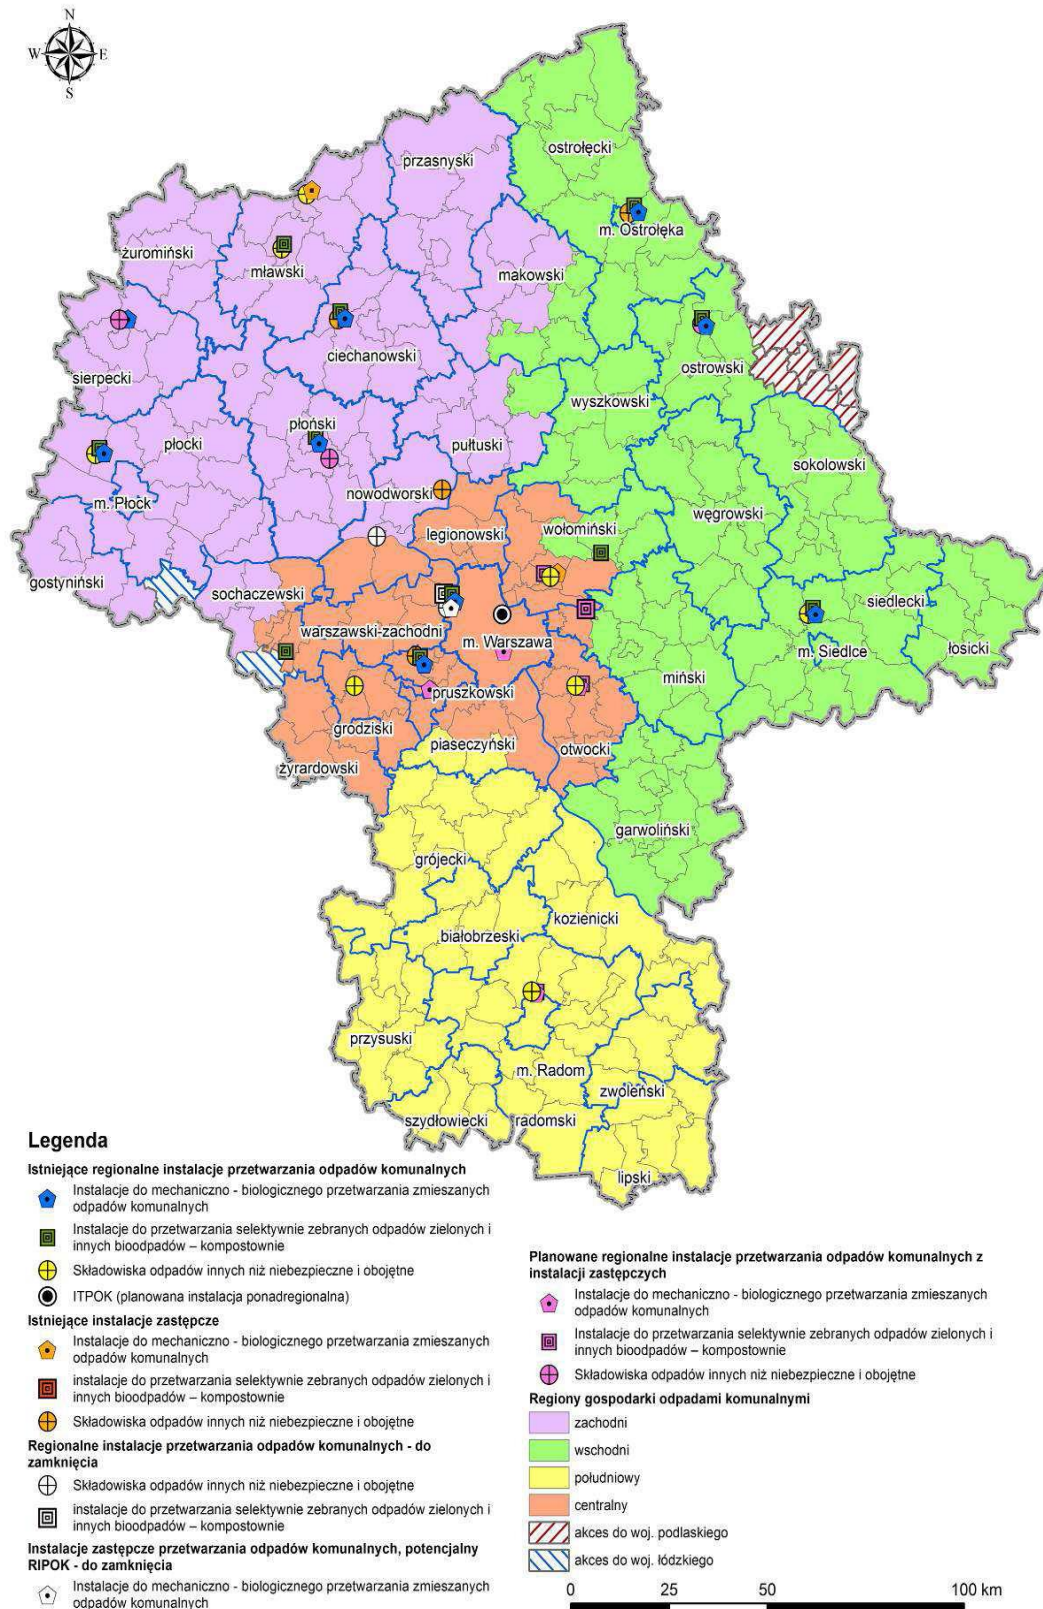 N
W E
S
ostrołęcki
przasnyski
m. Ostrołęka
żuromiński
mławski
makowski
ciechanowski
ostrowski
sierpecki
wyszkowski
płocki
płoński
pułtuski
sokolowski
m. Płock
nowodworski
węgrowski
legionowski
wołomiński
gostyniński
sochaczewski
siedlecki
warszawski-zachodni
m. Warszawa
m. Siedlce
łosicki
miński
pruszkowski
grodziski
piaseczyński
otwocki
żyrardowski
garwoliński
grójecki
kozienicki
białobrzeski
przysuski
m. Radom
zwoleński
szydłowiecki
radomski
lipski
Legenda
Istniejące regionalne instalacje przetwarzania odpadów komunalnych
Instalacje do mechaniczno - biologicznego przetwarzania zmieszanych
odpadów komunalnych
Instalacje do przetwarzania selektywnie zebranych odpadów zielonych i
innych bioodpadów – kompostownie
Składowiska odpadów innych niż niebezpieczne i obojętne
ITPOK (planowana instalacja ponadregionalna)
Istniejące instalacje zastępcze
Instalacje do mechaniczno - biologicznego przetwarzania zmieszanych
odpadów komunalnych
instalacje do przetwarzania selektywnie zebranych odpadów zielonych i
innych bioodpadów – kompostownie
Składowiska odpadów innych niż niebezpieczne i obojętne
Regionalne instalacje przetwarzania odpadów komunalnych - do
zamknięcia
Składowiska odpadów innych niż niebezpieczne i obojętne
instalacje do przetwarzania selektywnie zebranych odpadów zielonych i
innych bioodpadów – kompostownie
Instalacje zastępcze przetwarzania odpadów komunalnych, potencjalny
RIPOK - do zamknięcia
Instalacje do mechaniczno - biologicznego przetwarzania zmieszanych
odpadów komunalnych
Planowane regionalne instalacje przetwarzania odpadów komunalnych z
instalacji zastępczych
Instalacje do mechaniczno - biologicznego przetwarzania zmieszanych
odpadów komunalnych
Instalacje do przetwarzania selektywnie zebranych odpadów zielonych i
innych bioodpadów – kompostownie
Składowiska odpadów innych niż niebezpieczne i obojętne
Regiony gospodarki odpadami komunalnymi
zachodni
wschodni
południowy
centralny
akces do woj. podlaskiego
akces do woj. łódzkiego
0 25 50 100 km